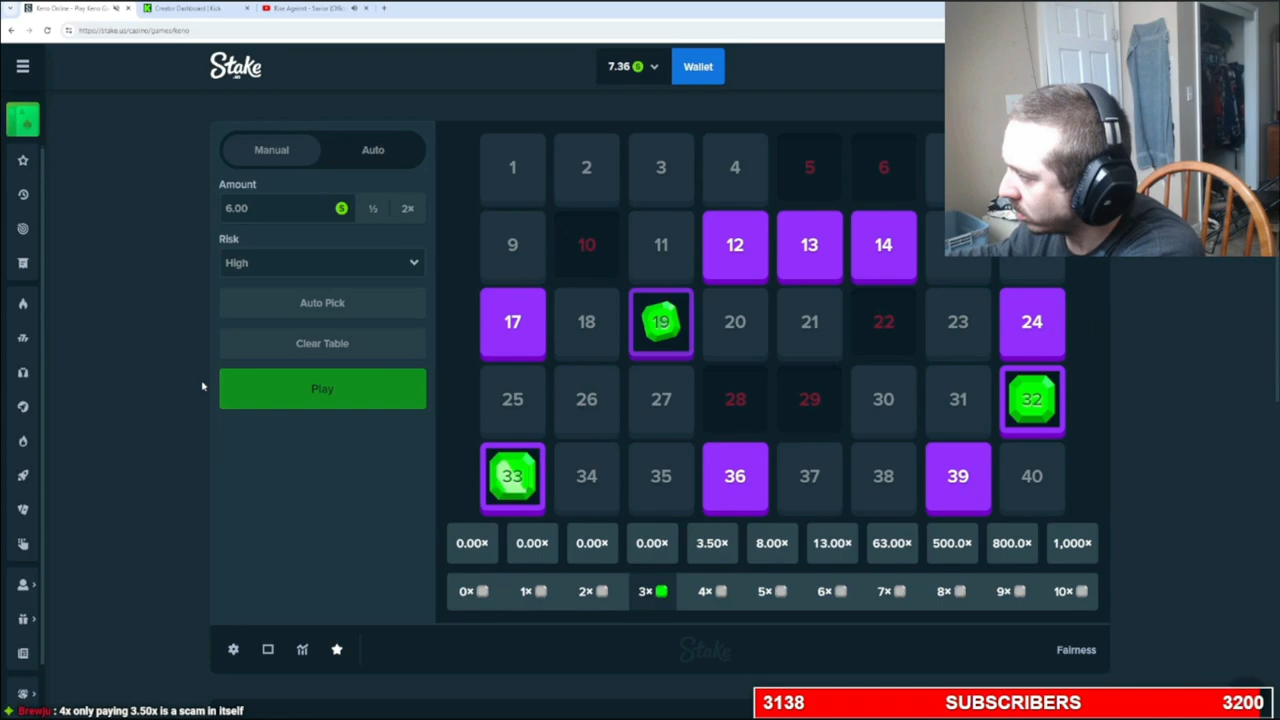 Keno Online - Play Keno G
Creator Dashboard | Kick
Rise Against - Savior (Offici
https://stake.us/casino/games/keno
Stake
.US
7.36
Wallet
Manual
Auto
Amount
6.00
½
2×
Risk
High
Auto Pick
Clear Table
Play
1 2 3 4 5 6
9 10 11 12 13 14
17 18 19 20 21 22 23 24
25 26 27 28 29 30 31 32
33 34 35 36 37 38 39 40
0.00× 0.00× 0.00× 0.00× 3.50× 8.00× 13.00× 63.00× 500.0× 800.0× 1,000×
0× 1× 2× 3× 4× 5× 6× 7× 8× 9× 10×
Stake
Fairness
Brewju : 4x only paying 3.50x is a scam in itself
3138 SUBSCRIBERS 3200